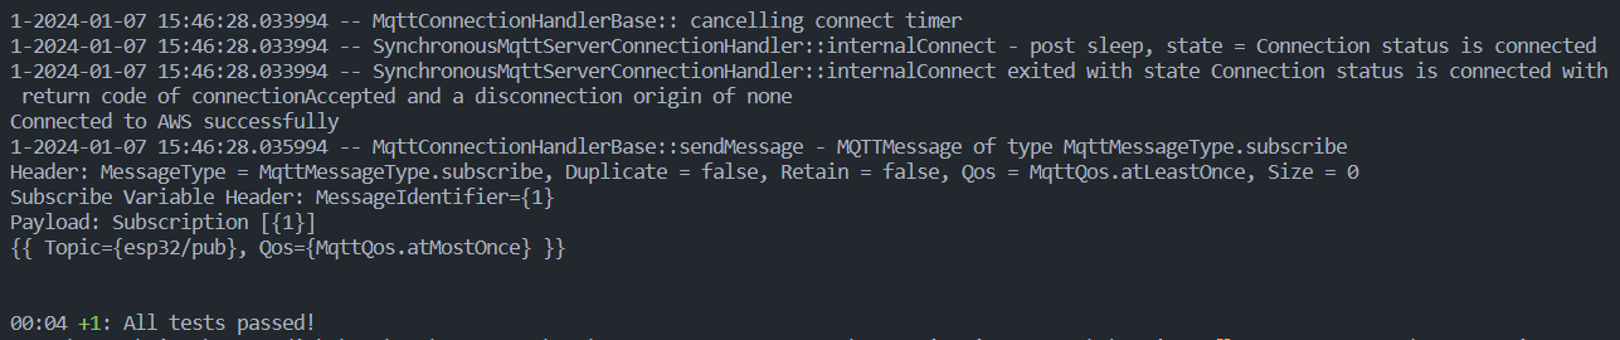 1-2024-01-07 15:46:28.033994 -- MqttConnectionHandlerBase:: cancelling connect timer
1-2024-01-07 15:46:28.033994 -- SynchronousMqttServerConnectionHandler::internalConnect - post sleep, state = Connection status is connected
1-2024-01-07 15:46:28.033994 -- SynchronousMqttServerConnectionHandler::internalConnect exited with state Connection status is connected with
return code of connectionAccepted and a disconnection origin of none
Connected to AWS successfully
1-2024-01-07 15:46:28.035994 -- MqttConnectionHandlerBase::sendMessage - MQTTMessage of type MqttMessageType.subscribe
Header: MessageType = MqttMessageType.subscribe, Duplicate = false, Retain = false, Qos = MqttQos.atLeastOnce, Size = 0
Subscribe Variable Header: MessageIdentifier={1}
Payload: Subscription [{1}]
{{ Topic={esp32/pub}, Qos={MqttQos.atMostOnce} }}
00:04 +1: All tests passed!